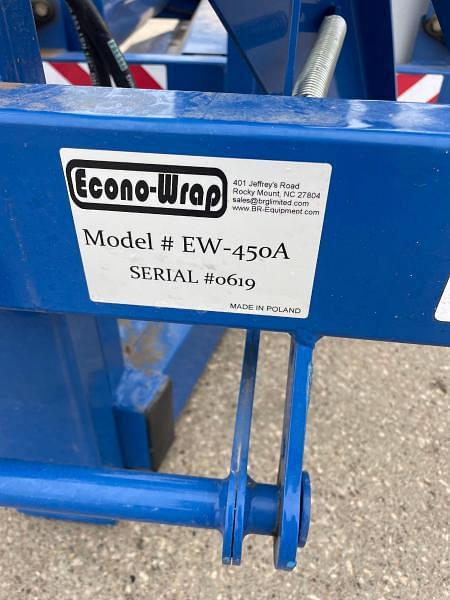 Econo-Wrap
401 Jeffrey's Road
Rocky Mount, NC 27804
sales@brglimited.com
www.BR-Equipment.com
Model # EW-450A
SERIAL #0619
MADE IN POLAND